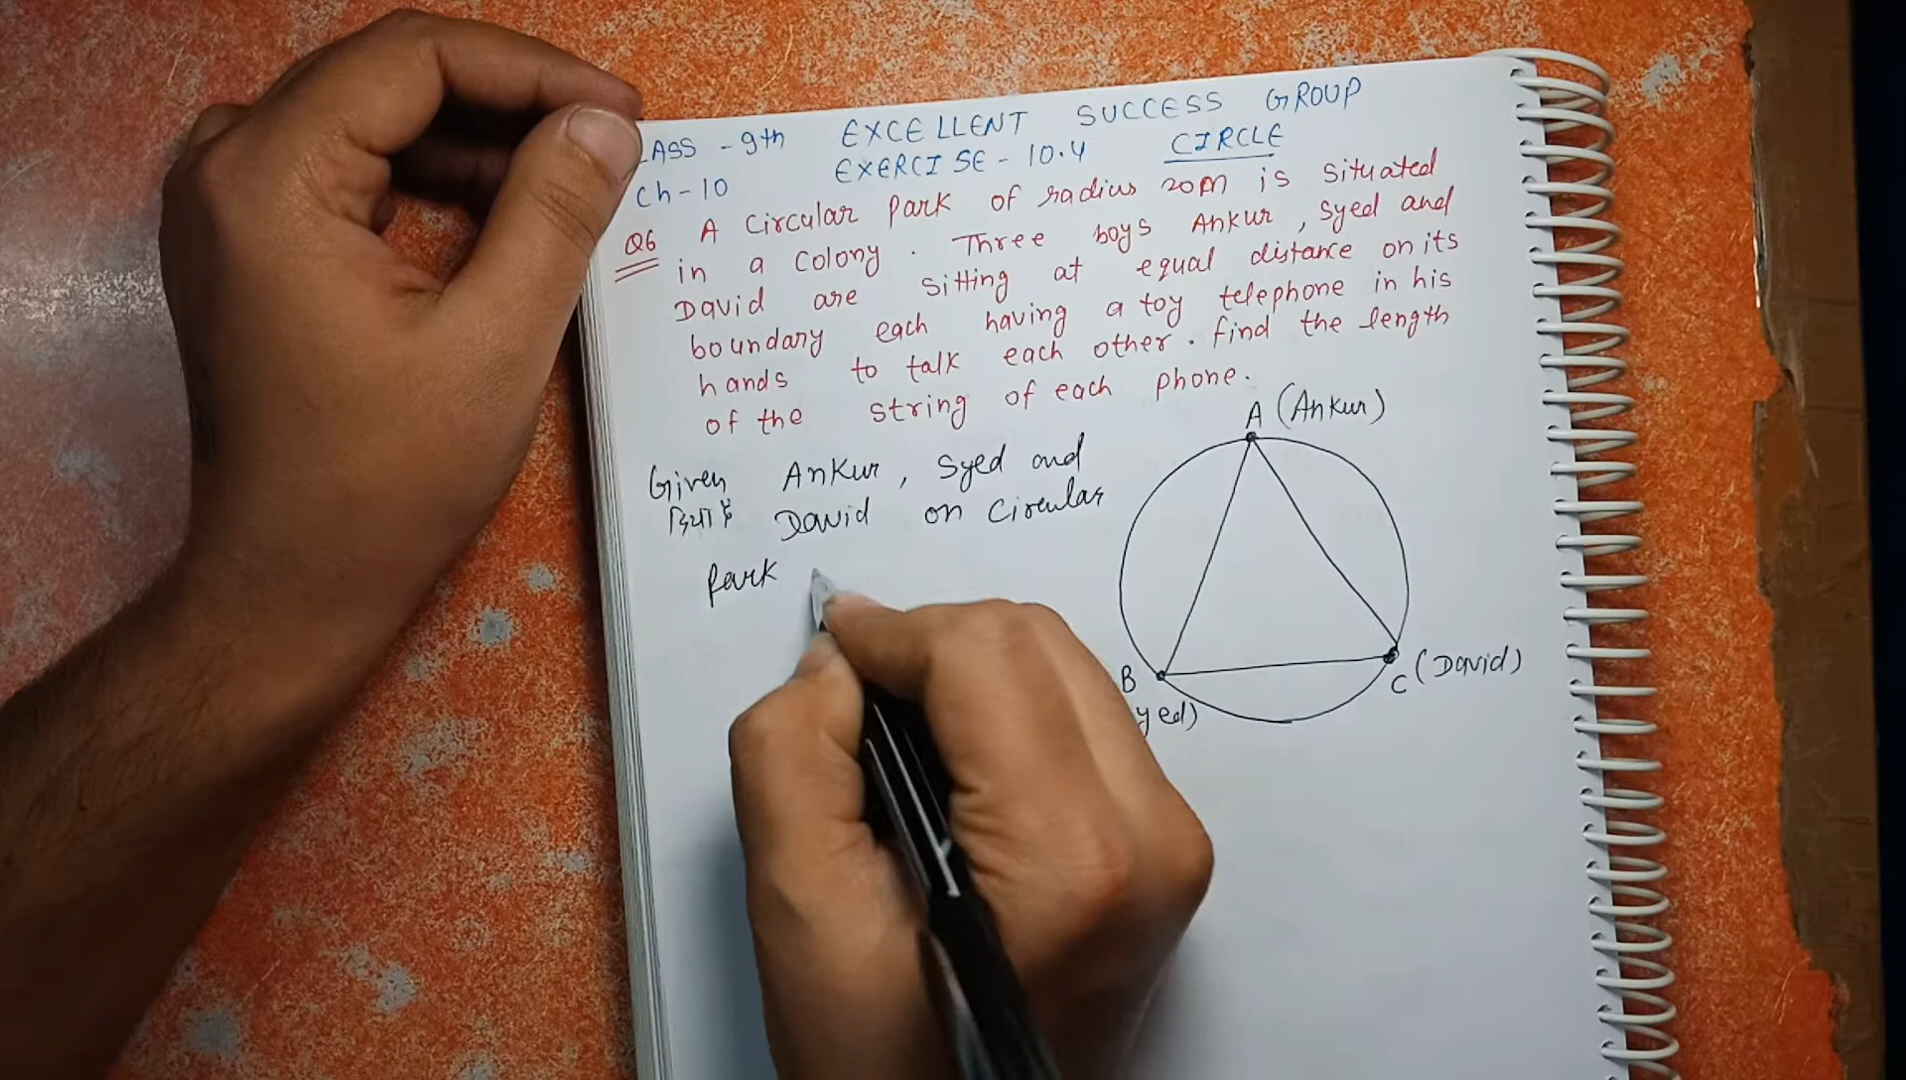 LASS - 9th EXCELLENT SUCCESS GROUP
Ch-10 EXERCISE - 10.4 CIRCLE
Q6 A Circular Park of radius 20m is situated
in a colony. Three boys Ankur, Syed and
David are sitting at equal distance on its
boundary each having a toy telephone in his
hands to talk each other. find the length
of the string of each phone.
A (Ankur)
Given Ankur, Syed and
दिया है David on Circular
Park
B
yed)
C (David)